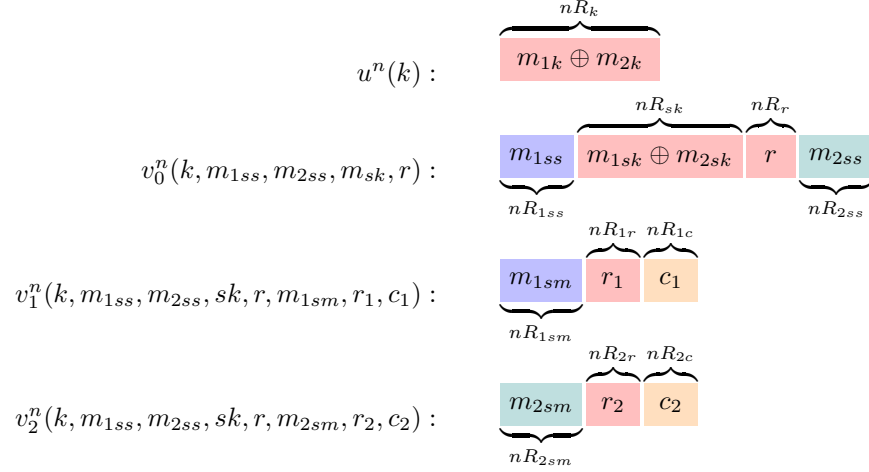 nR_k
u^n(k) : m_{1k} ⊕ m_{2k}
nR_{sk} nR_r
v_0^n(k, m_{1ss}, m_{2ss}, m_{sk}, r) : m_{1ss} m_{1sk} ⊕ m_{2sk} r m_{2ss}
nR_{1ss} nR_{2ss}
nR_{1r} nR_{1c}
v_1^n(k, m_{1ss}, m_{2ss}, sk, r, m_{1sm}, r_1, c_1) : m_{1sm} r_1 c_1
nR_{1sm}
nR_{2r} nR_{2c}
v_2^n(k, m_{1ss}, m_{2ss}, sk, r, m_{2sm}, r_2, c_2) : m_{2sm} r_2 c_2
nR_{2sm}